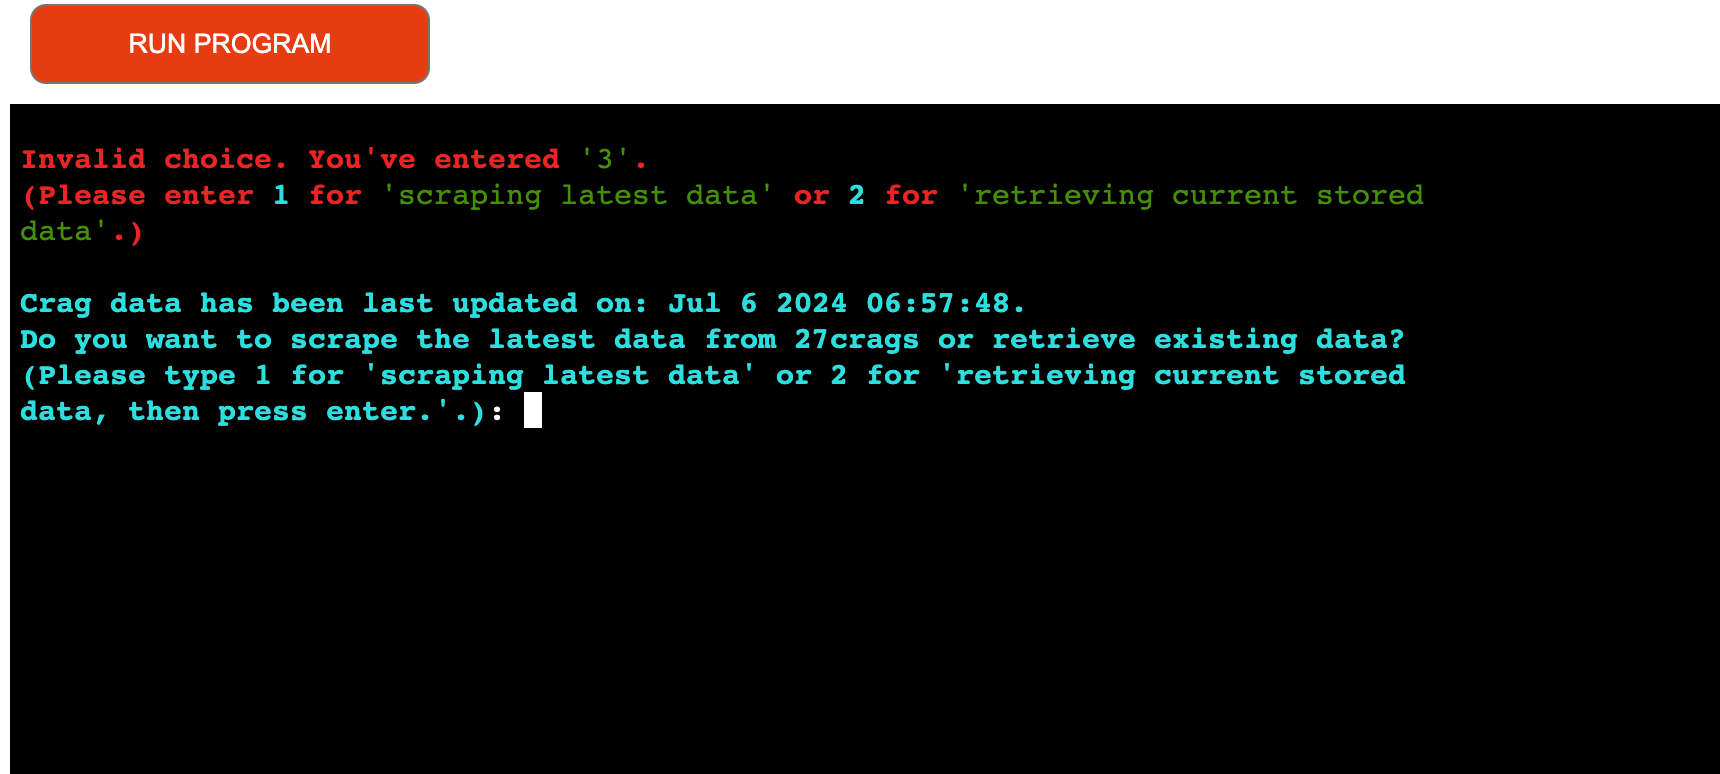 RUN PROGRAM
Invalid choice. You've entered '3'.
(Please enter 1 for 'scraping latest data' or 2 for 'retrieving current stored
data'.)
Crag data has been last updated on: Jul 6 2024 06:57:48.
Do you want to scrape the latest data from 27crags or retrieve existing data?
(Please type 1 for 'scraping latest data' or 2 for 'retrieving current stored
data, then press enter.'.):